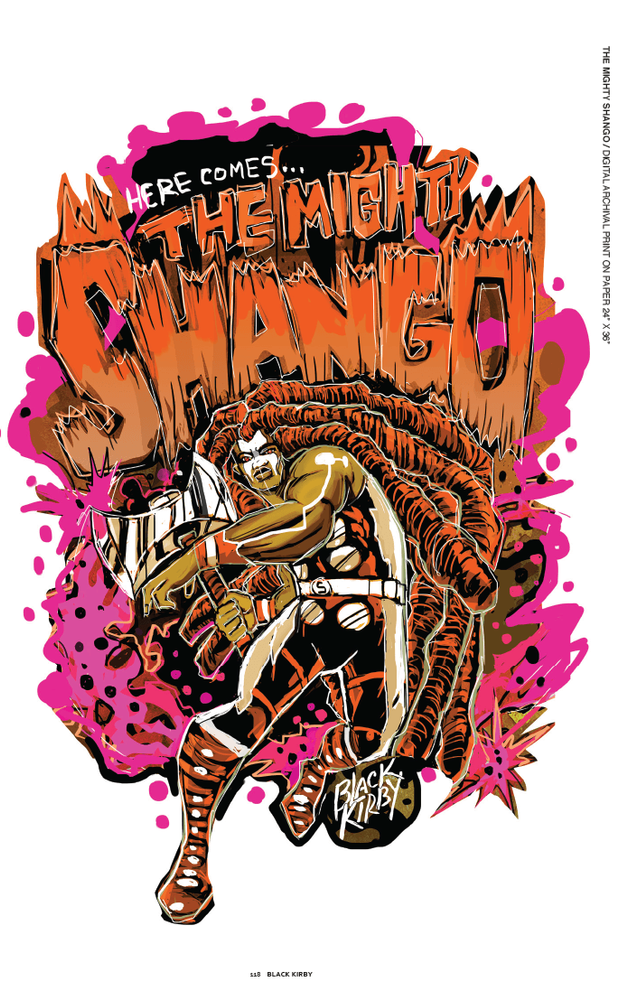 THE MIGHTY SHANGO / DIGITAL ARCHIVAL PRINT ON PAPER 24" X 36"
HERE COMES...
THE MIGHTY
SHANGO
S
BLACK
KIRBY
118 BLACK KIRBY